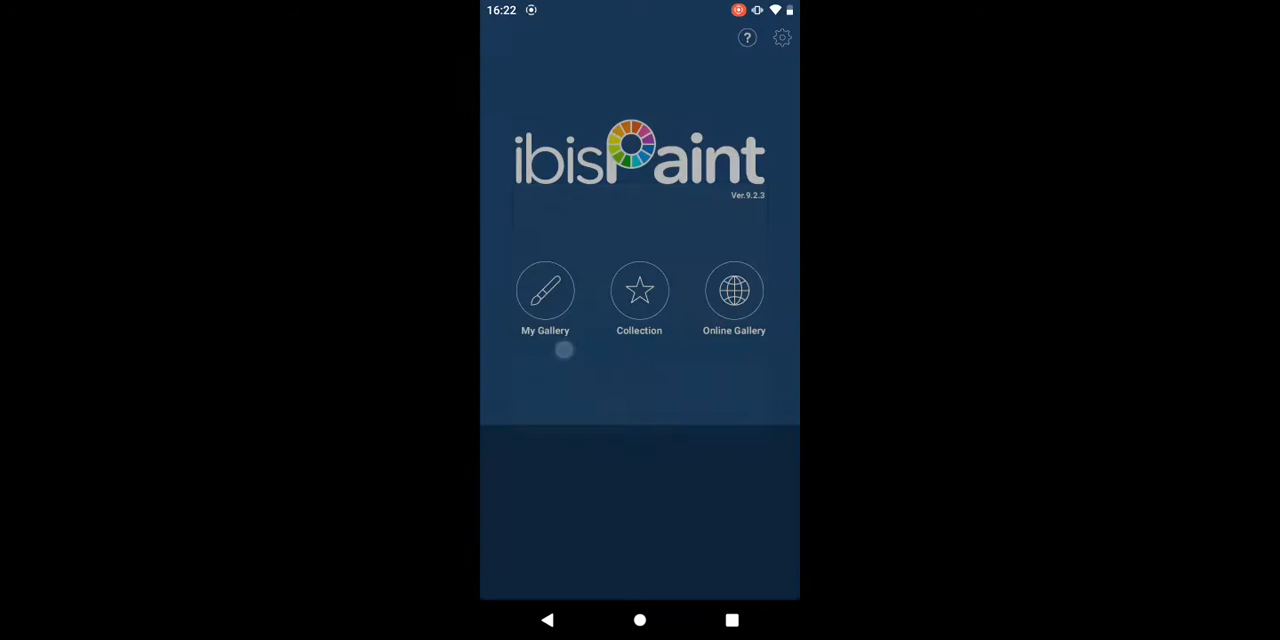 16:22
?
ibisPaint
Ver.9.2.3
My Gallery
Collection
Online Gallery